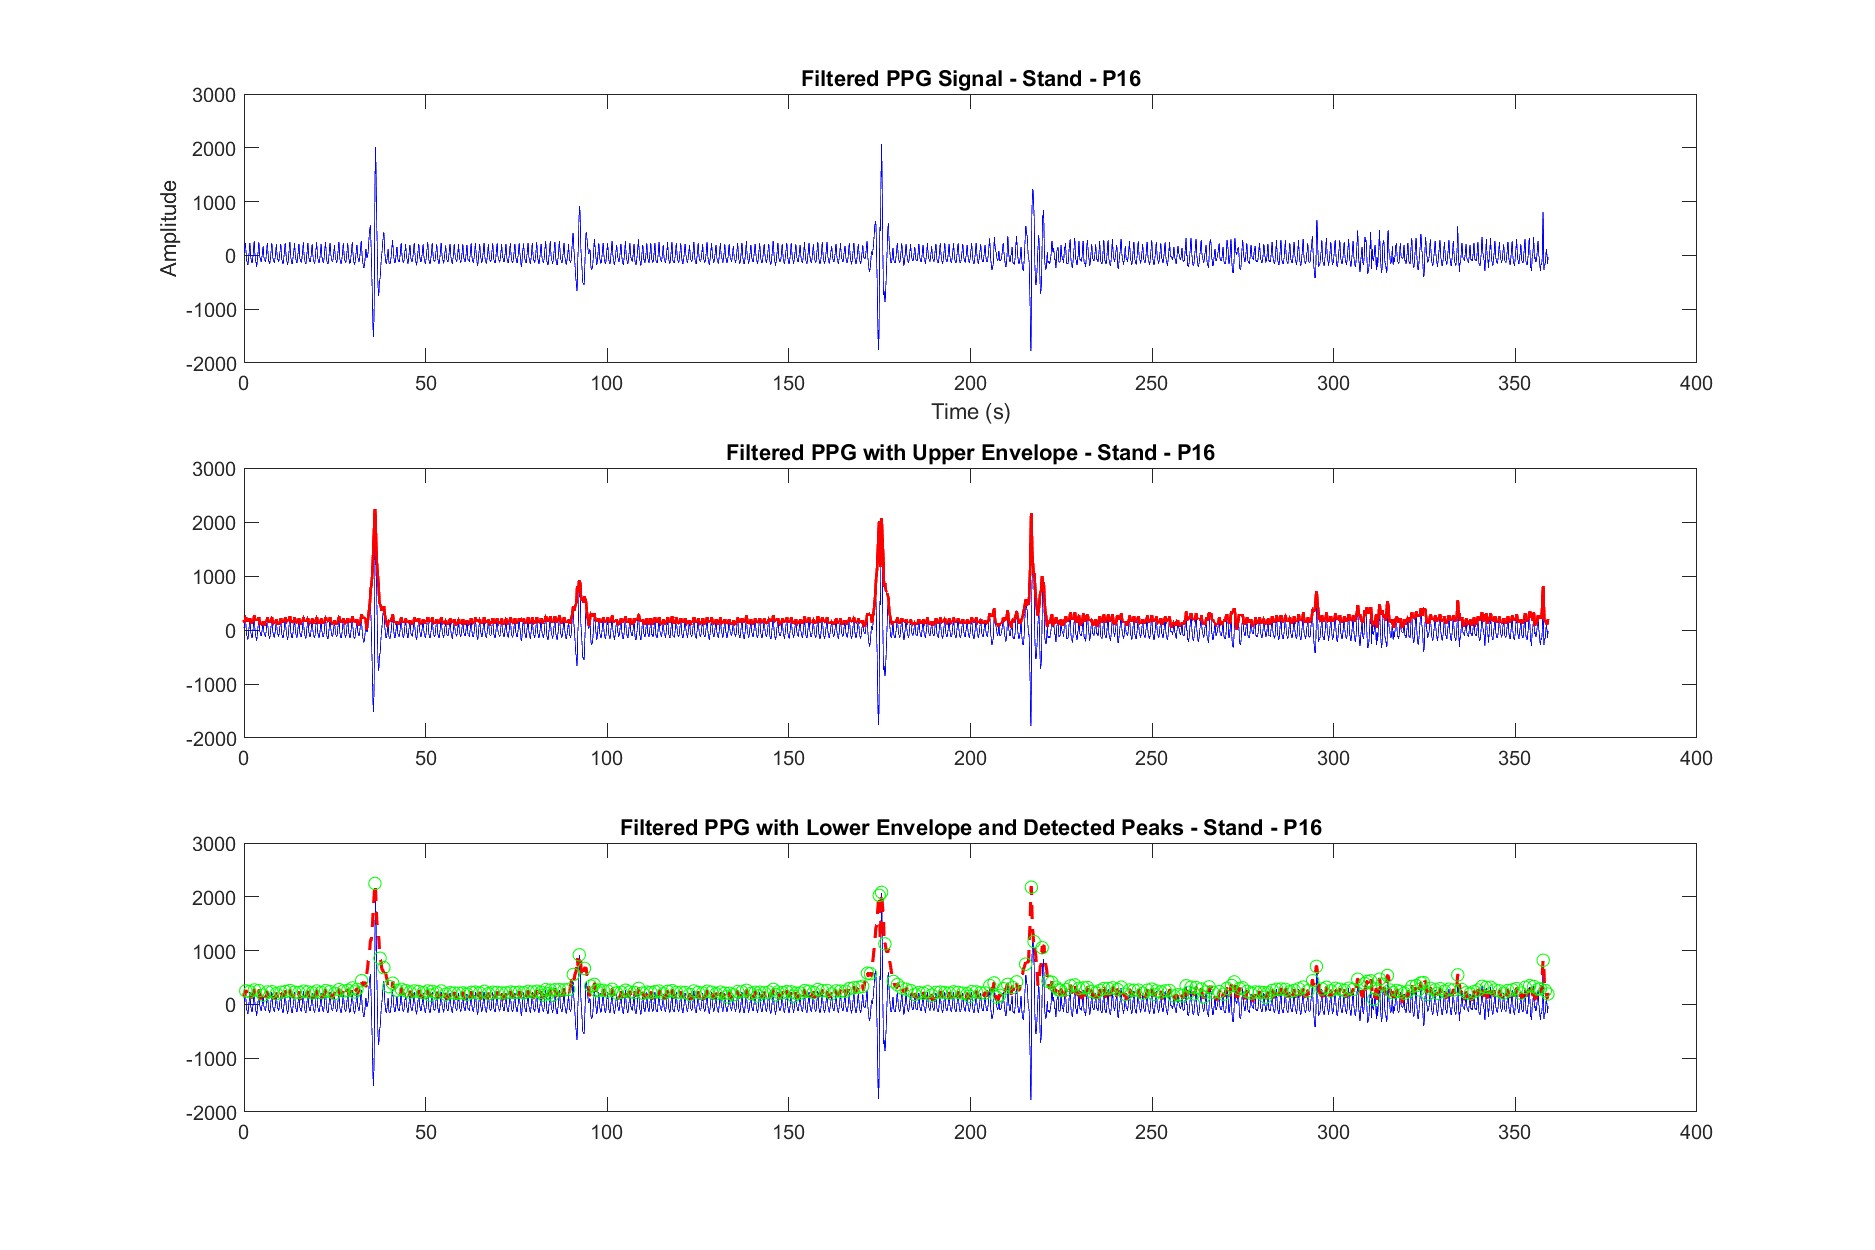 Filtered PPG Signal - Stand - P16
3000
2000
1000
0
-1000
-2000
Amplitude
0 50 100 150 200 250 300 350 400
Time (s)
Filtered PPG with Upper Envelope - Stand - P16
3000
2000
1000
0
-1000
-2000
0 50 100 150 200 250 300 350 400
Filtered PPG with Lower Envelope and Detected Peaks - Stand - P16
3000
2000
1000
0
-1000
-2000
0 50 100 150 200 250 300 350 400